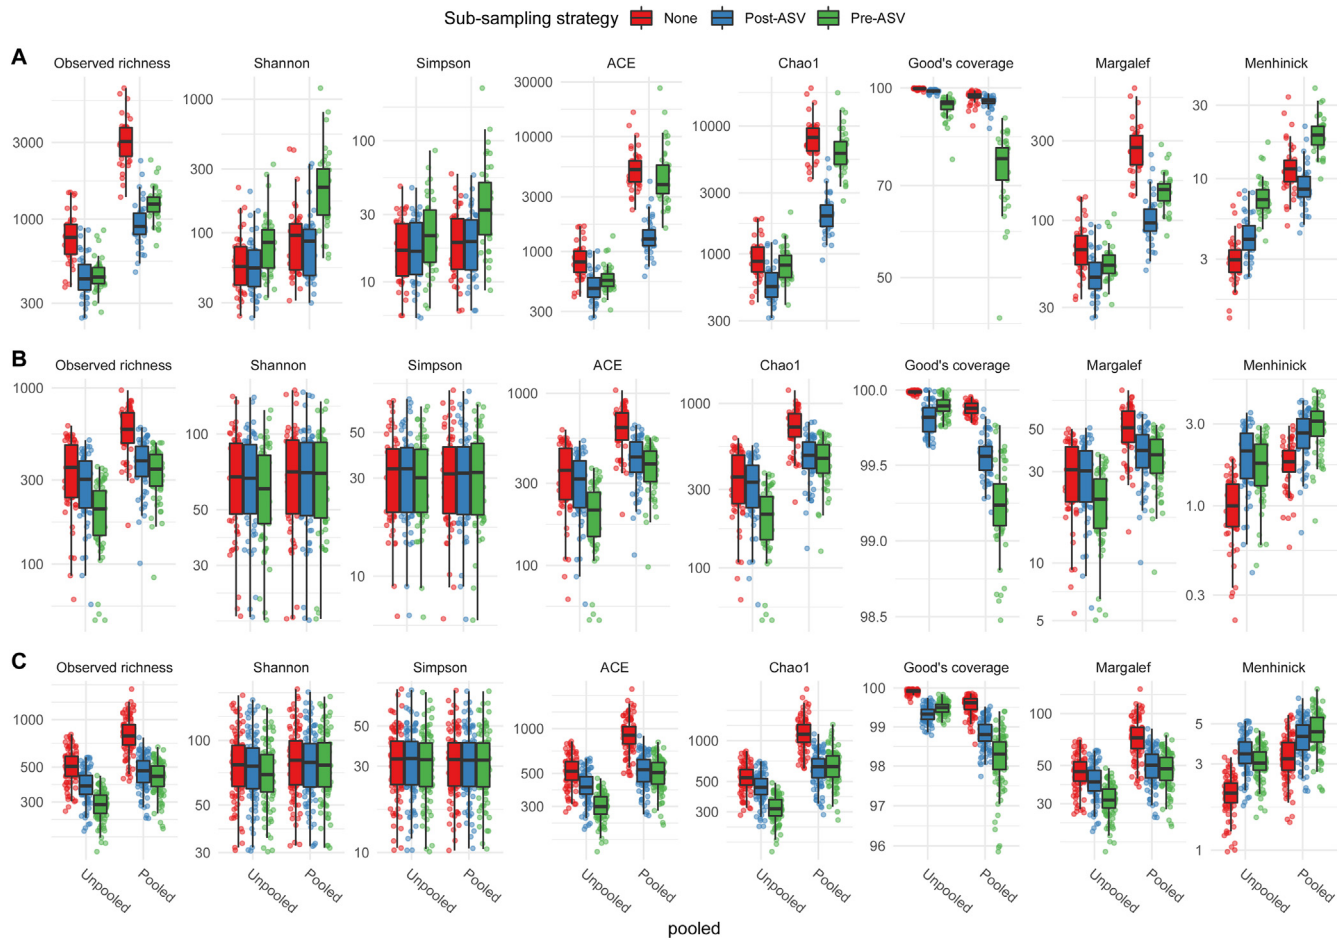 Sub-sampling strategy None Post-ASV Pre-ASV
A
Observed richness Shannon Simpson ACE Chao1 Good's coverage Margalef Menhinick
3000 1000 300
1000 300 100 30
100 30 10
30000 10000 3000 1000 300
10000 3000 1000 300
100 70 50
300 100 30
30 10 3
B
Observed richness Shannon Simpson ACE Chao1 Good's coverage Margalef Menhinick
1000 300 100
100 50 30
50 30 10
1000 300 100
1000 300 100
100.0 99.5 99.0 98.5
50 30 10 5
3.0 1.0 0.3
C
Observed richness Shannon Simpson ACE Chao1 Good's coverage Margalef Menhinick
1000 500 300
100 50 30
50 30 10
1000 500 300
1000 500 300
100 99 98 97 96
100 50 30
5 3 1
Unpooled Pooled Unpooled Pooled Unpooled Pooled Unpooled Pooled Unpooled Pooled Unpooled Pooled Unpooled Pooled Unpooled Pooled
pooled